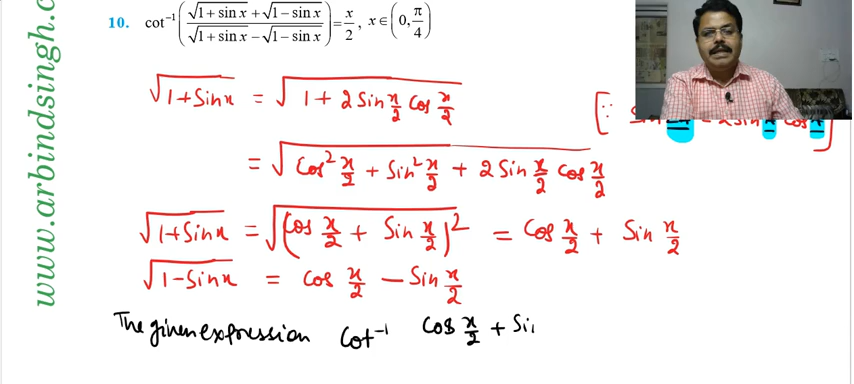 10. cot⁻¹((√(1+sin x)+√(1−sin x))/(√(1+sin x)−√(1−sin x)))=x/2, x∈(0,π/4)
√(1+Sinx) = √(1+2Sin x/2 Cos x/2) [∵
= √(Cos² x/2 + Sin² x/2 + 2 Sin x/2 Cos x/2)
√(1+Sinx) = √((Cos x/2 + Sin x/2)²) = Cos x/2 + Sin x/2
√(1-Sinx) = Cos x/2 - Sin x/2
The given expression Cot⁻¹ Cos x/2 + Si
www.arbindsingh.